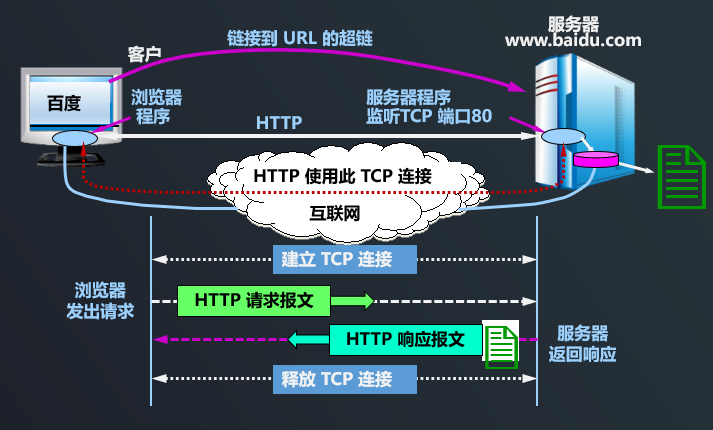 链接到 URL 的超链
服务器
www.baidu.com
客户
百度
浏览器
程序
服务器程序
监听TCP 端口80
HTTP
HTTP 使用此 TCP 连接
互联网
建立 TCP 连接
浏览器
发出请求
HTTP 请求报文
HTTP 响应报文
服务器
返回响应
释放 TCP 连接